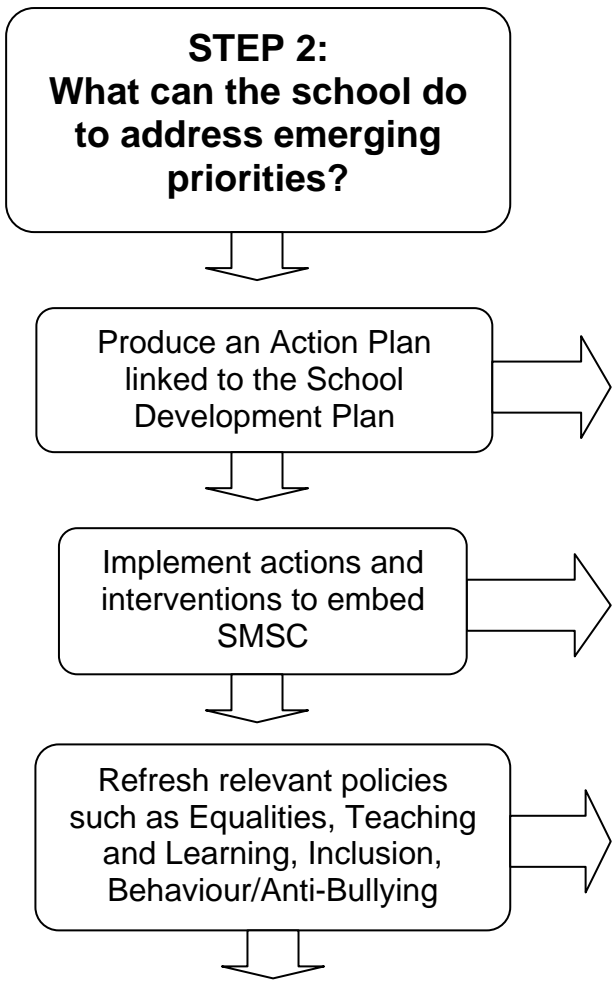 STEP 2:
What can the school do
to address emerging
priorities?
Produce an Action Plan
linked to the School
Development Plan
Implement actions and
interventions to embed
SMSC
Refresh relevant policies
such as Equalities, Teaching
and Learning, Inclusion,
Behaviour/Anti-Bullying